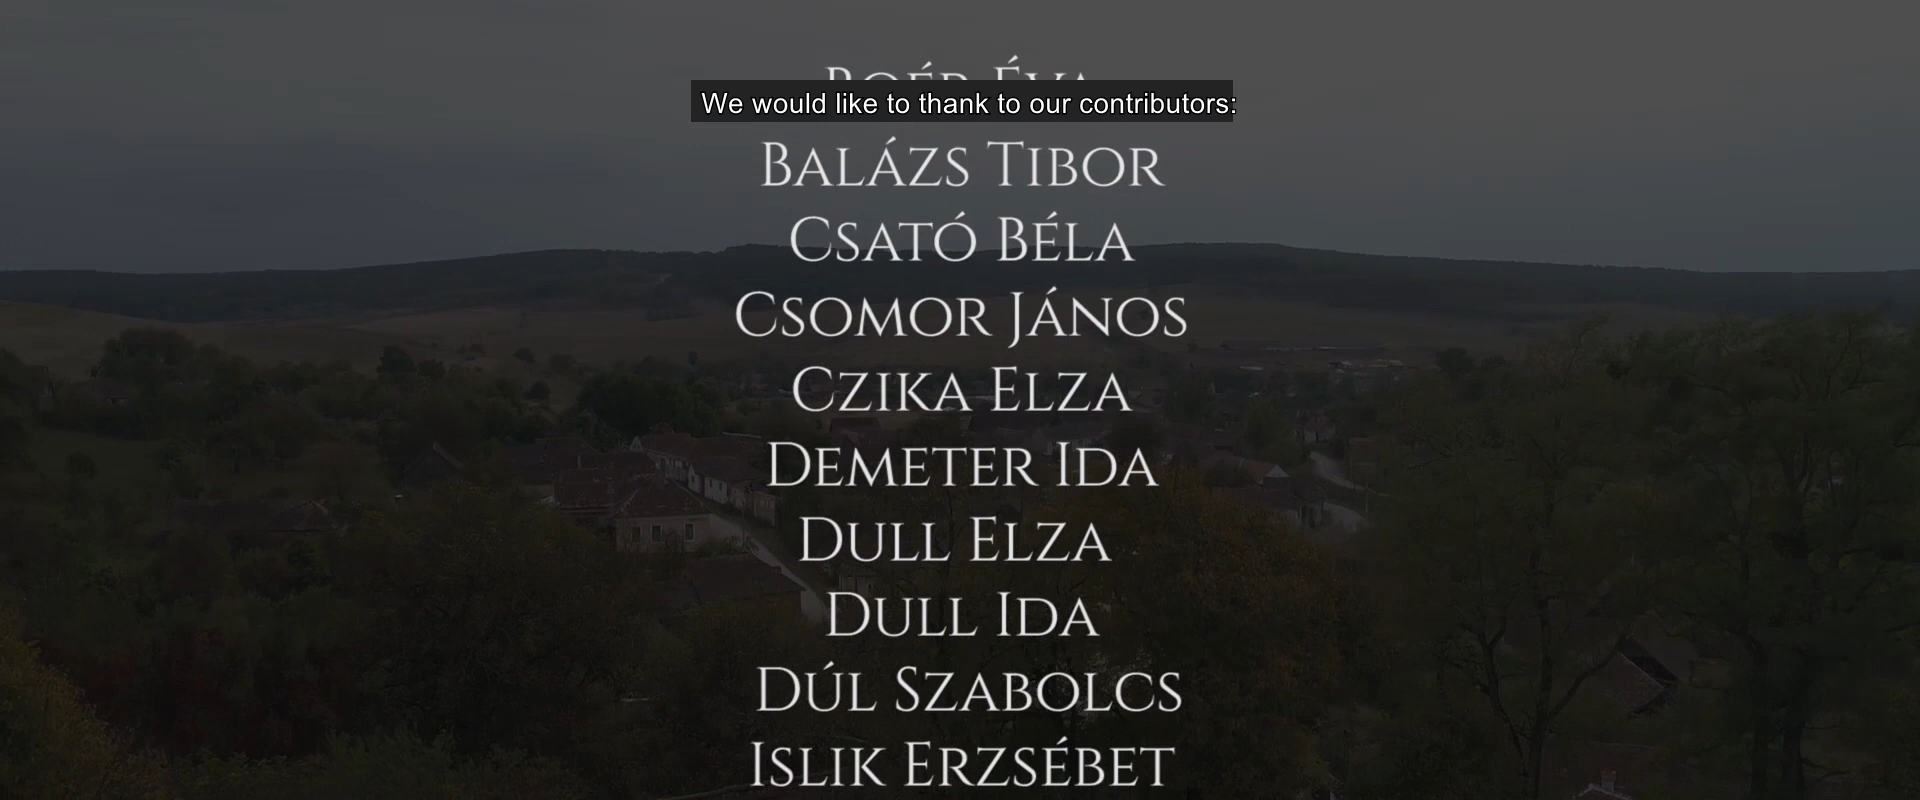 We would like to thank to our contributors:
Balázs Tibor
Csató Béla
Csomor János
Czika Elza
Demeter Ida
Dull Elza
Dull Ida
Dúl Szabolcs
Islik Erzsébet